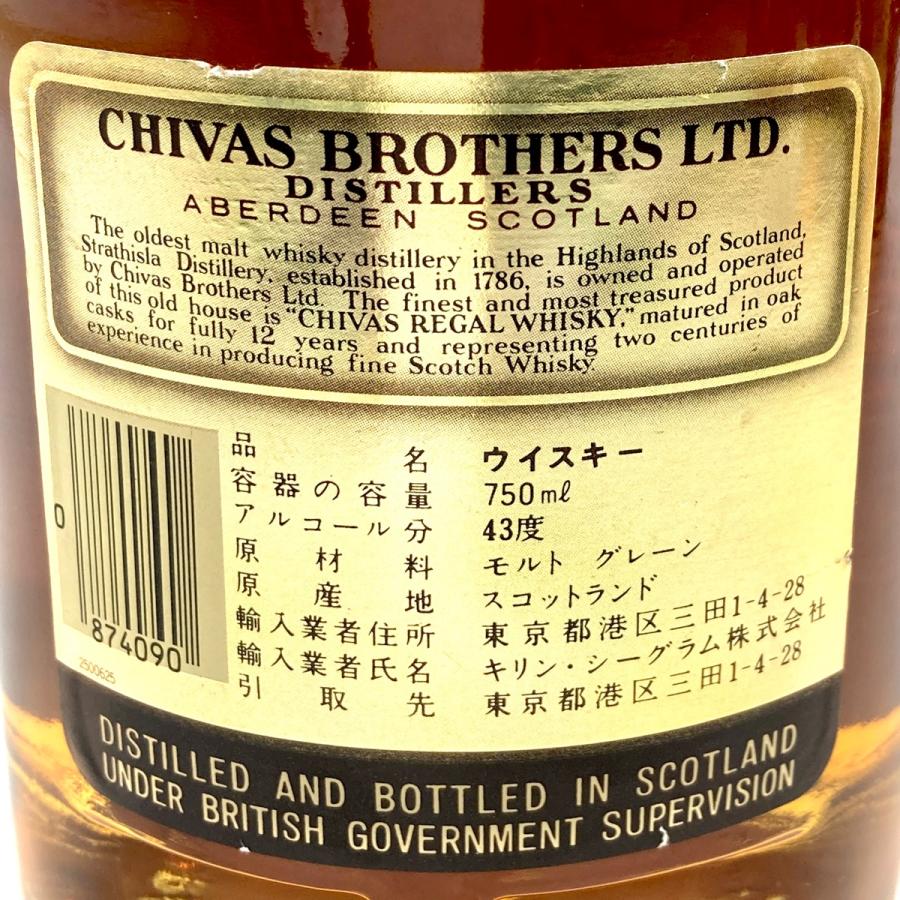 CHIVAS BROTHERS LTD.
DISTILLERS
ABERDEEN SCOTLAND
The oldest malt whisky distillery in the Highlands of Scotland,
Strathisla Distillery, established in 1786, is owned and operated
by Chivas Brothers Ltd. The finest and most treasured product
of this old house is "CHIVAS REGAL WHISKY," matured in oak
casks for fully 12 years and representing two centuries of
experience in producing fine Scotch Whisky.
品名 ウイスキー
容器の容量 750ml
アルコール分 43度
原材料 モルト グレーン
原産地 スコットランド
輸入業者住所 東京都港区三田1-4-28
輸入業者氏名 キリン・シーグラム株式会社
引取先 東京都港区三田1-4-28
0
874090
2500625
DISTILLED AND BOTTLED IN SCOTLAND
UNDER BRITISH GOVERNMENT SUPERVISION